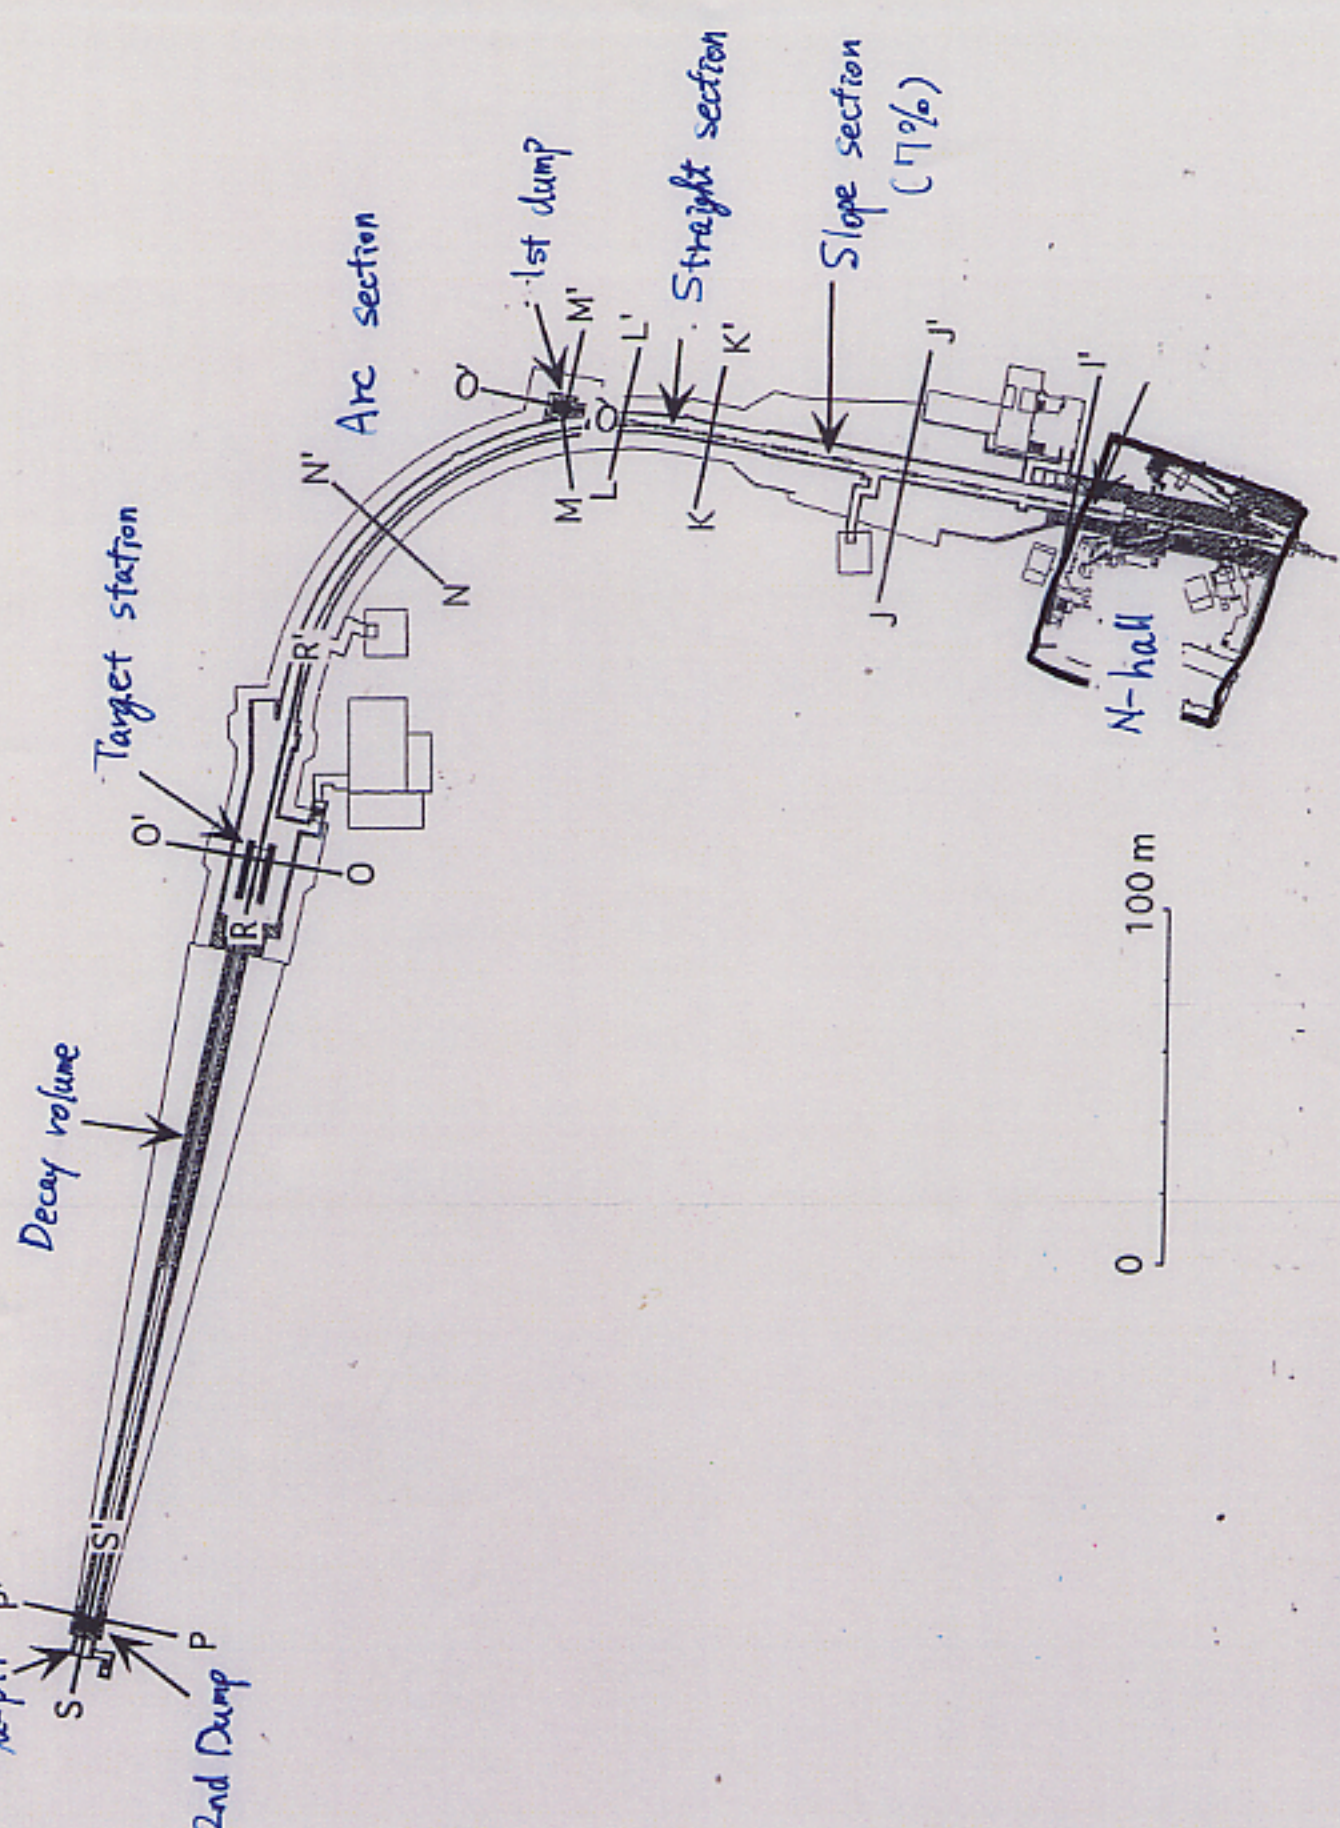 Straight section
Slope section
(7%)
1st dump
Arc section
Target station
Decay volume
2nd Dump
N-hall
Q'
Q
M'
M
L'
L
K'
K
J'
J
I'
N'
N
R'
R
O'
O
S'
S
P
0
100 m